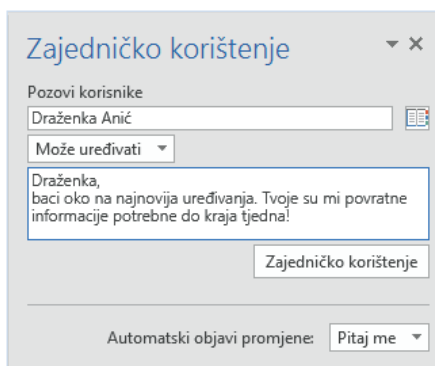 Zajedničko korištenje
Pozovi korisnike
Draženka Anić
Može uređivati
Draženka,
baci oko na najnovija uređivanja. Tvoje su mi povratne
informacije potrebne do kraja tjedna!
Zajedničko korištenje
Automatski objavi promjene: Pitaj me